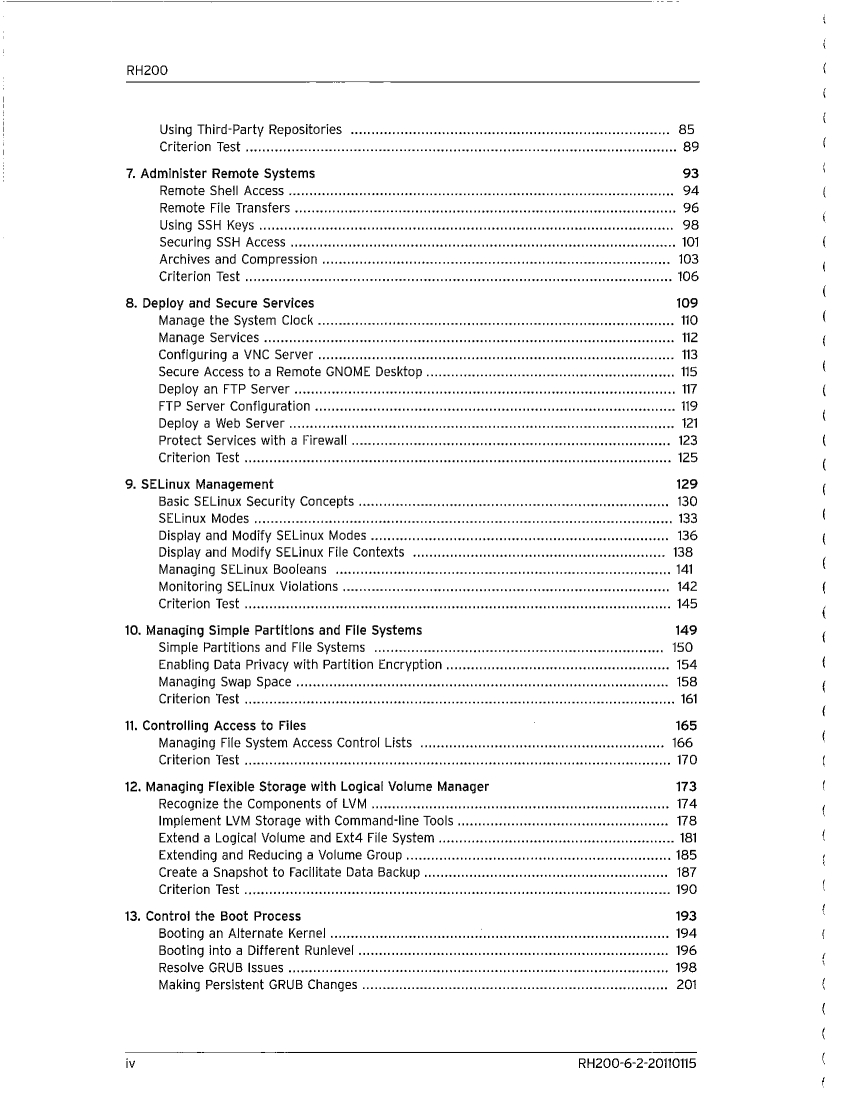 RH200
Using Third-Party Repositories ........ 85
Criterion Test ........ 89
7. Administer Remote Systems 93
Remote Shell Access ........ 94
Remote File Transfers ........ 96
Using SSH Keys ........ 98
Securing SSH Access ........ 101
Archives and Compression ........ 103
Criterion Test ........ 106
8. Deploy and Secure Services 109
Manage the System Clock ........ 110
Manage Services ........ 112
Configuring a VNC Server ........ 113
Secure Access to a Remote GNOME Desktop ........ 115
Deploy an FTP Server ........ 117
FTP Server Configuration ........ 119
Deploy a Web Server ........ 121
Protect Services with a Firewall ........ 123
Criterion Test ........ 125
9. SELinux Management 129
Basic SELinux Security Concepts ........ 130
SELinux Modes ........ 133
Display and Modify SELinux Modes ........ 136
Display and Modify SELinux File Contexts ........ 138
Managing SELinux Booleans ........ 141
Monitoring SELinux Violations ........ 142
Criterion Test ........ 145
10. Managing Simple Partitions and File Systems 149
Simple Partitions and File Systems ........ 150
Enabling Data Privacy with Partition Encryption ........ 154
Managing Swap Space ........ 158
Criterion Test ........ 161
11. Controlling Access to Files 165
Managing File System Access Control Lists ........ 166
Criterion Test ........ 170
12. Managing Flexible Storage with Logical Volume Manager 173
Recognize the Components of LVM ........ 174
Implement LVM Storage with Command-line Tools ........ 178
Extend a Logical Volume and Ext4 File System ........ 181
Extending and Reducing a Volume Group ........ 185
Create a Snapshot to Facilitate Data Backup ........ 187
Criterion Test ........ 190
13. Control the Boot Process 193
Booting an Alternate Kernel ........ 194
Booting into a Different Runlevel ........ 196
Resolve GRUB Issues ........ 198
Making Persistent GRUB Changes ........ 201
iv RH200-6-2-20110115